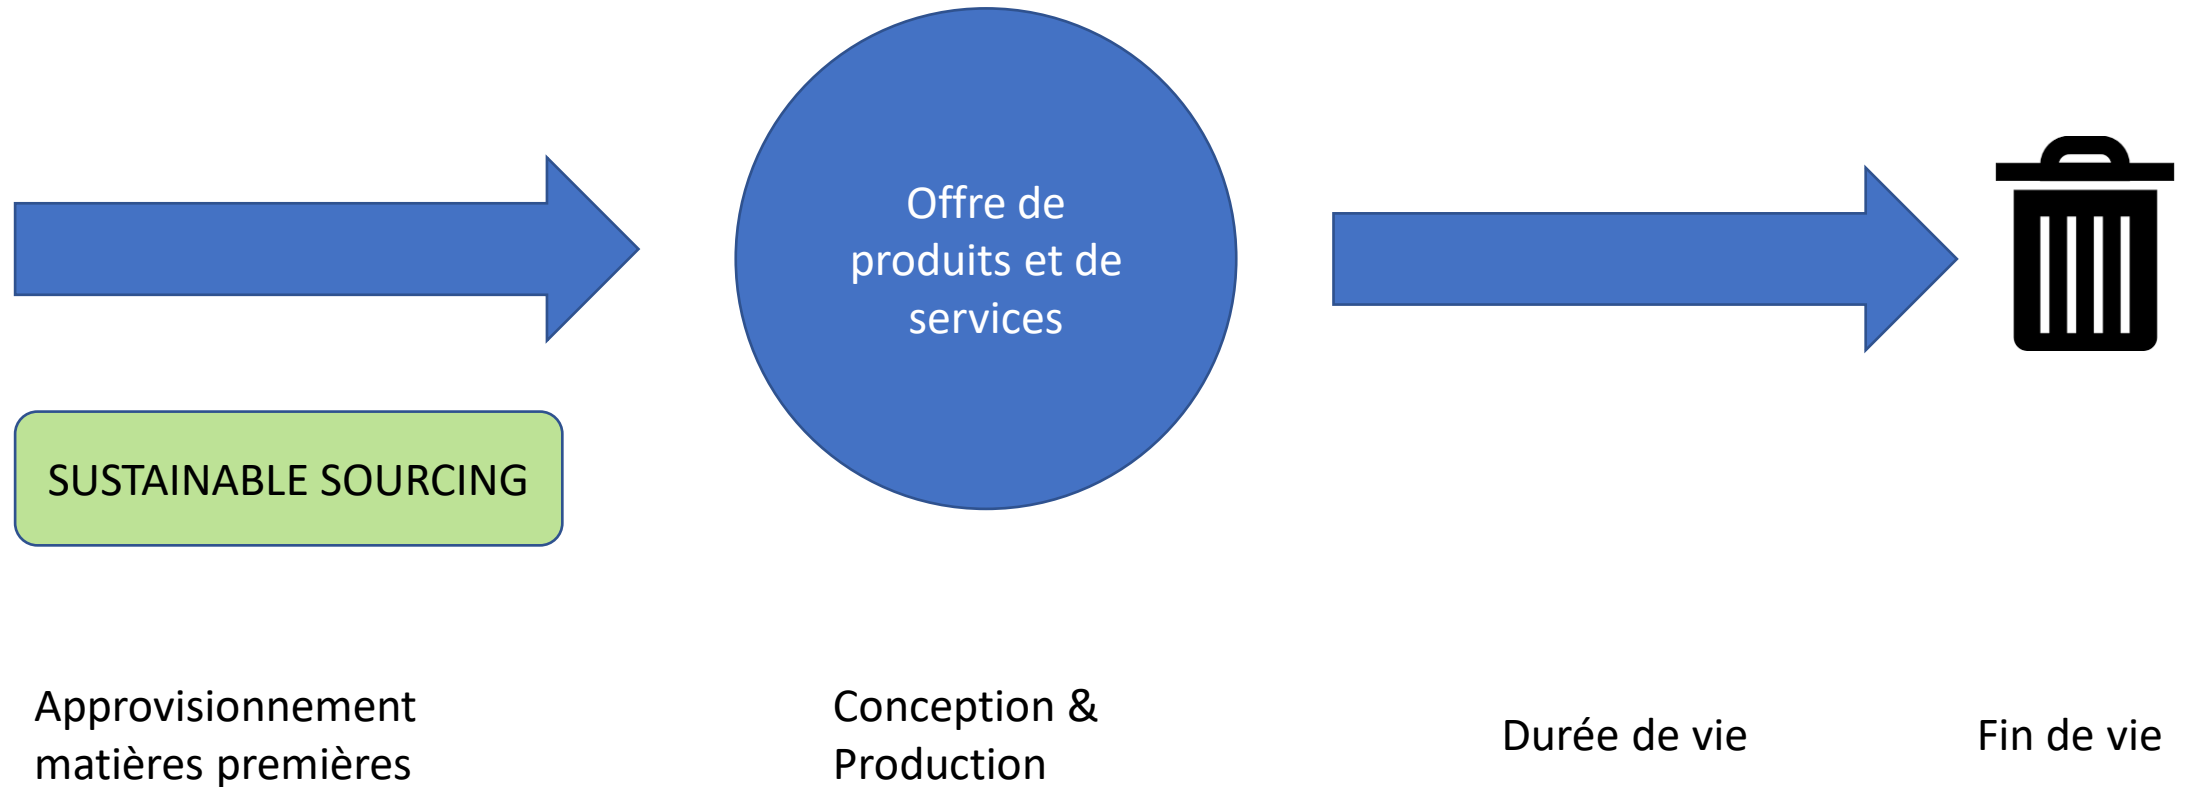 Offre de
produits et de
services
SUSTAINABLE SOURCING
Approvisionnement
matières premières
Conception &
Production
Durée de vie
Fin de vie